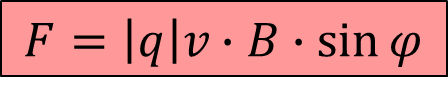 F = |q|v · B · sin φ